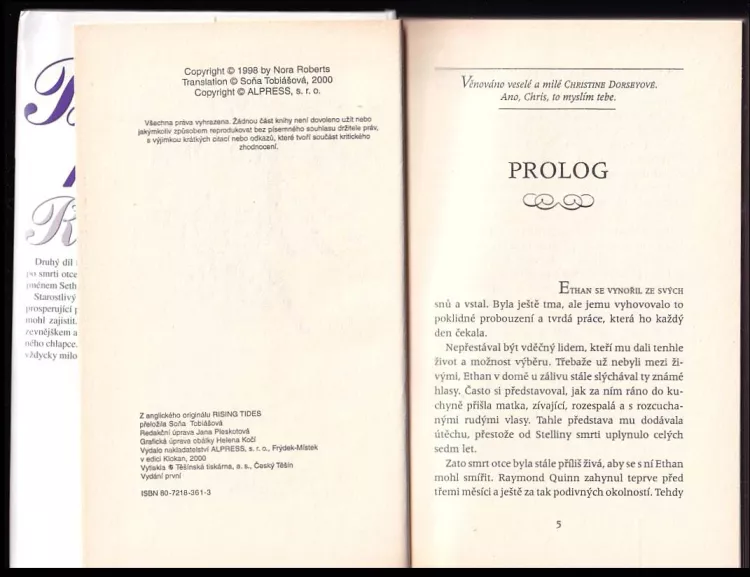 Druhý díl
po smrti otce
jménem Seth
Starostlivý
prosperující p
mohl zajistit.
zevnějškem a
ného chlapce.
vždycky milo
Copyright © 1998 by Nora Roberts
Translation © Soňa Tobiášová, 2000
Copyright © ALPRESS, s. r. o.
Všechna práva vyhrazena. Žádnou část knihy není dovoleno užít nebo
jakýmkoliv způsobem reprodukovat bez písemného souhlasu držitele práv,
s výjimkou krátkých citací nebo odkazů, které tvoří součást kritického
zhodnocení.
Z anglického originálu RISING TIDES
přeložila Soňa Tobiášová
Redakční úprava Jana Pleskotová
Grafická úprava obálky Helena Kočí
Vydalo nakladatelství ALPRESS, s. r. o., Frýdek-Místek
v edici Klokan, 2000
Vytiskla Těšínská tiskárna, a. s., Český Těšín
Vydání první
ISBN 80-7218-361-3
Věnováno veselé a milé CHRISTINE DORSEYOVÉ.
Ano, Chris, to myslím tebe.
PROLOG
ETHAN SE VYNOŘIL ZE SVÝCH
snů a vstal. Byla ještě tma, ale jemu vyhovovalo to
poklidné probouzení a tvrdá práce, která ho každý
den čekala.
Nepřestával být vděčný lidem, kteří mu dali tenhle
život a možnost výběru. Třebaže už nebyli mezi ži-
vými, Ethan v domě u zálivu stále slýchával ty známé
hlasy. Často si představoval, jak za ním ráno do ku-
chyně přišla matka, zívající, rozespalá a s rozcucha-
nými rudými vlasy. Tahle představa mu dodávala
útěchu, přestože od Stelliny smrti uplynulo celých
sedm let.
Zato smrt otce byla stále příliš živá, aby se s ní Ethan
mohl smířit. Raymond Quinn zahynul teprve před
třemi měsíci a ještě za tak podivných okolností. Tehdy
5